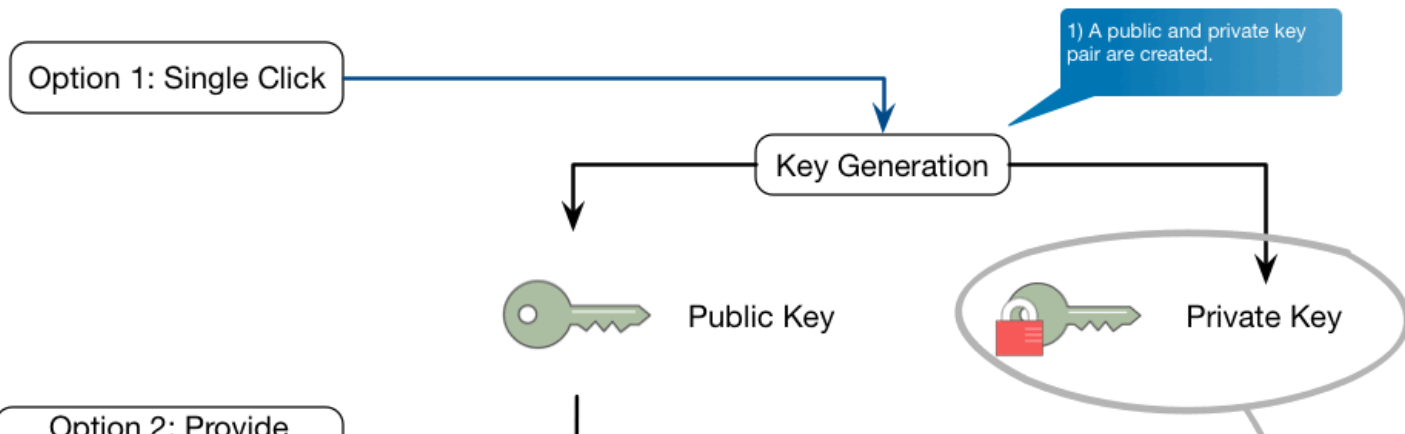 1) A public and private key
pair are created.
Option 1: Single Click
Key Generation
Public Key
Private Key
Option 2: Provide